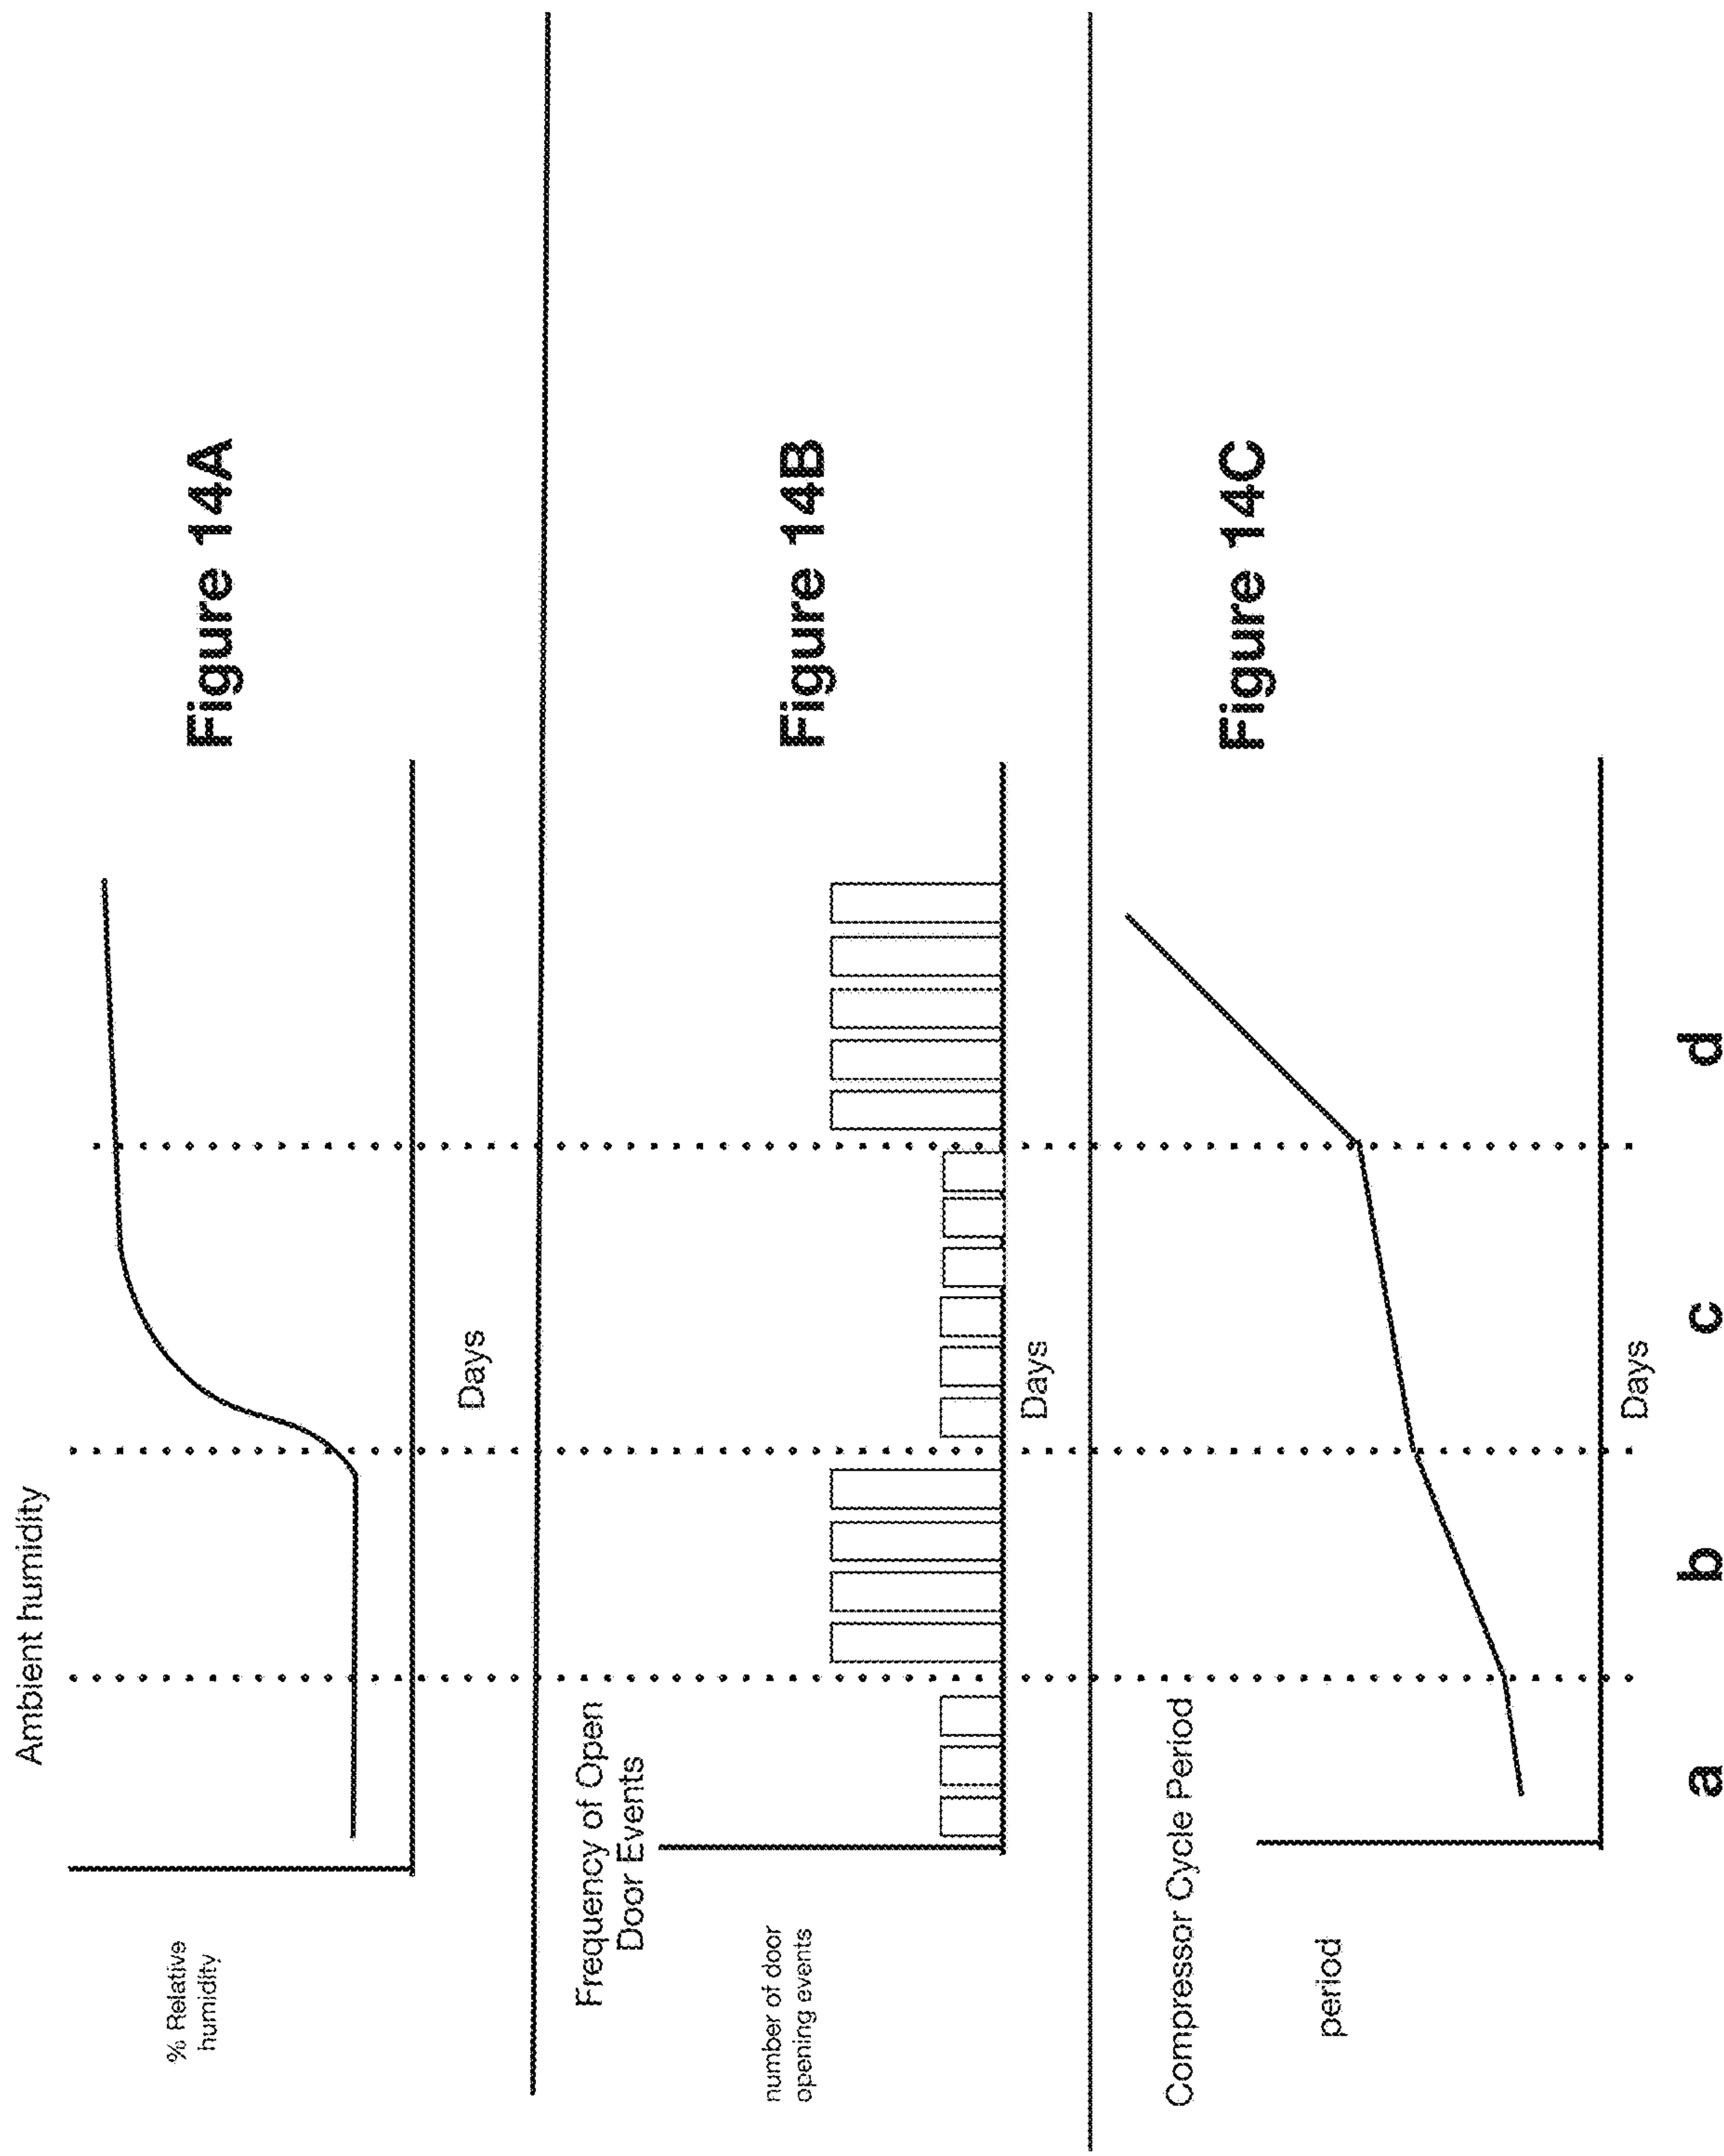 Ambient humidity
% Relative
humidity
Figure 14A
Days
Frequency of Open
Door Events
number of door
opening events
Figure 14B
Days
Compressor Cycle Period
period
Figure 14C
Days
a b c d